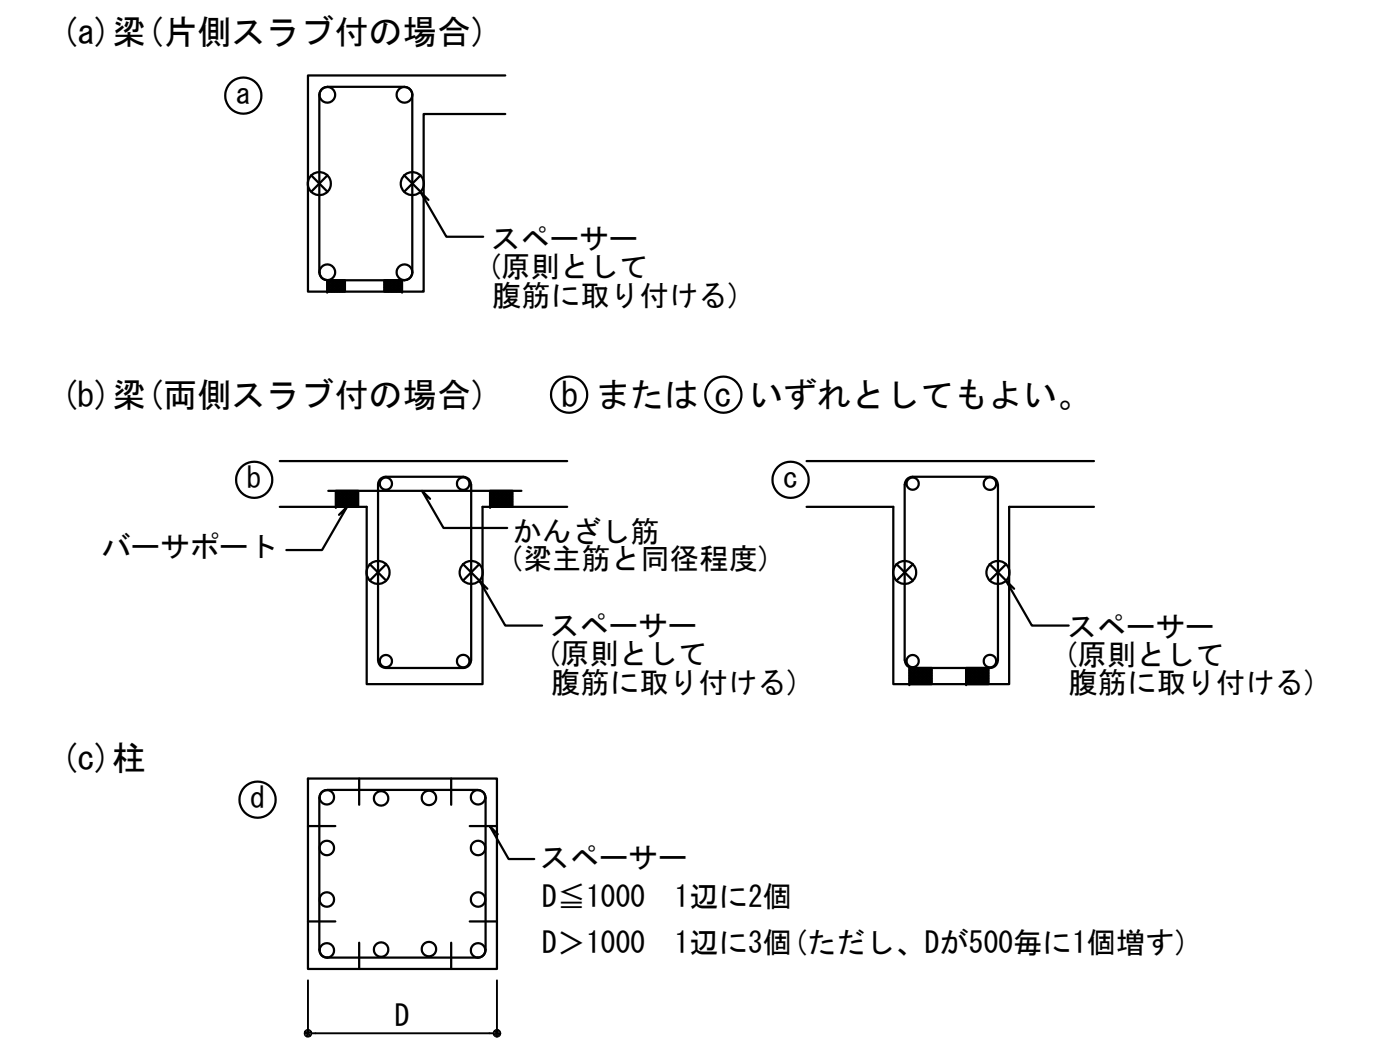 (a)梁(片側スラブ付の場合)
ⓐ
スペーサー
(原則として
腹筋に取り付ける)
(b)梁(両側スラブ付の場合)　ⓑまたはⓒいずれとしてもよい。
ⓑ
バーサポート
かんざし筋
(梁主筋と同径程度)
スペーサー
(原則として
腹筋に取り付ける)
ⓒ
スペーサー
(原則として
腹筋に取り付ける)
(c)柱
ⓓ
スペーサー
D≦1000　1辺に2個
D＞1000　1辺に3個(ただし、Dが500毎に1個増す)
D